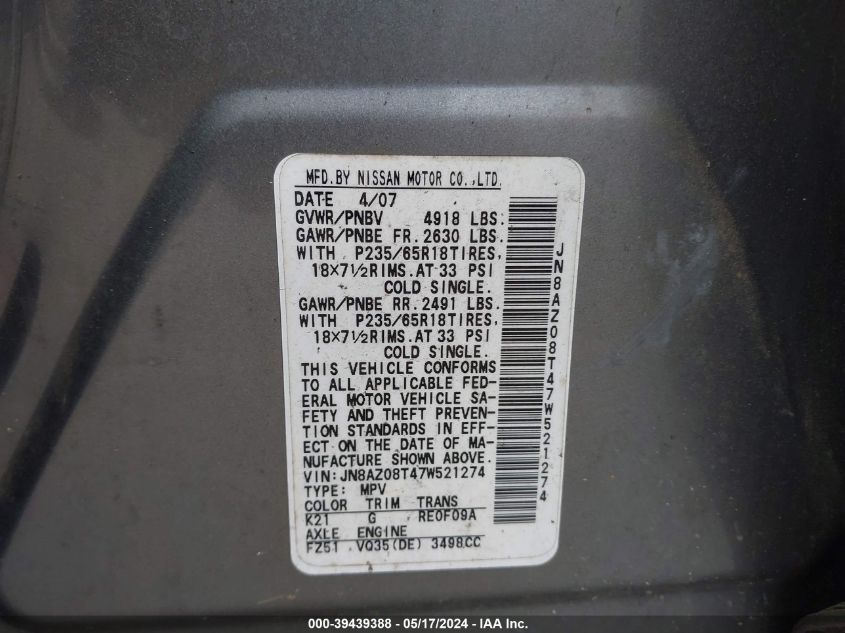 MFD.BY NISSAN MOTOR CO.,LTD.
DATE 4/07
GVWR/PNBV 4918 LBS.
GAWR/PNBE FR. 2630 LBS.
WITH P235/65R18TIRES,
18×7½RIMS.AT 33 PSI
COLD SINGLE.
GAWR/PNBE RR. 2491 LBS.
WITH P235/65R18TIRES,
18×7½RIMS.AT 33 PSI
COLD SINGLE.
THIS VEHICLE CONFORMS
TO ALL APPLICABLE FED-
ERAL MOTOR VEHICLE SA-
FETY AND THEFT PREVEN-
TION STANDARDS IN EFF-
ECT ON THE DATE OF MA-
NUFACTURE SHOWN ABOVE.
VIN:JN8AZ08T47W521274
TYPE: MPV
COLOR TRIM TRANS
K21 G RE0F09A
AXLE ENGINE
FZ51 VQ35(DE) 3498CC
JN8AZ08T47W521274
000-39439388 - 05/17/2024 - IAA Inc.